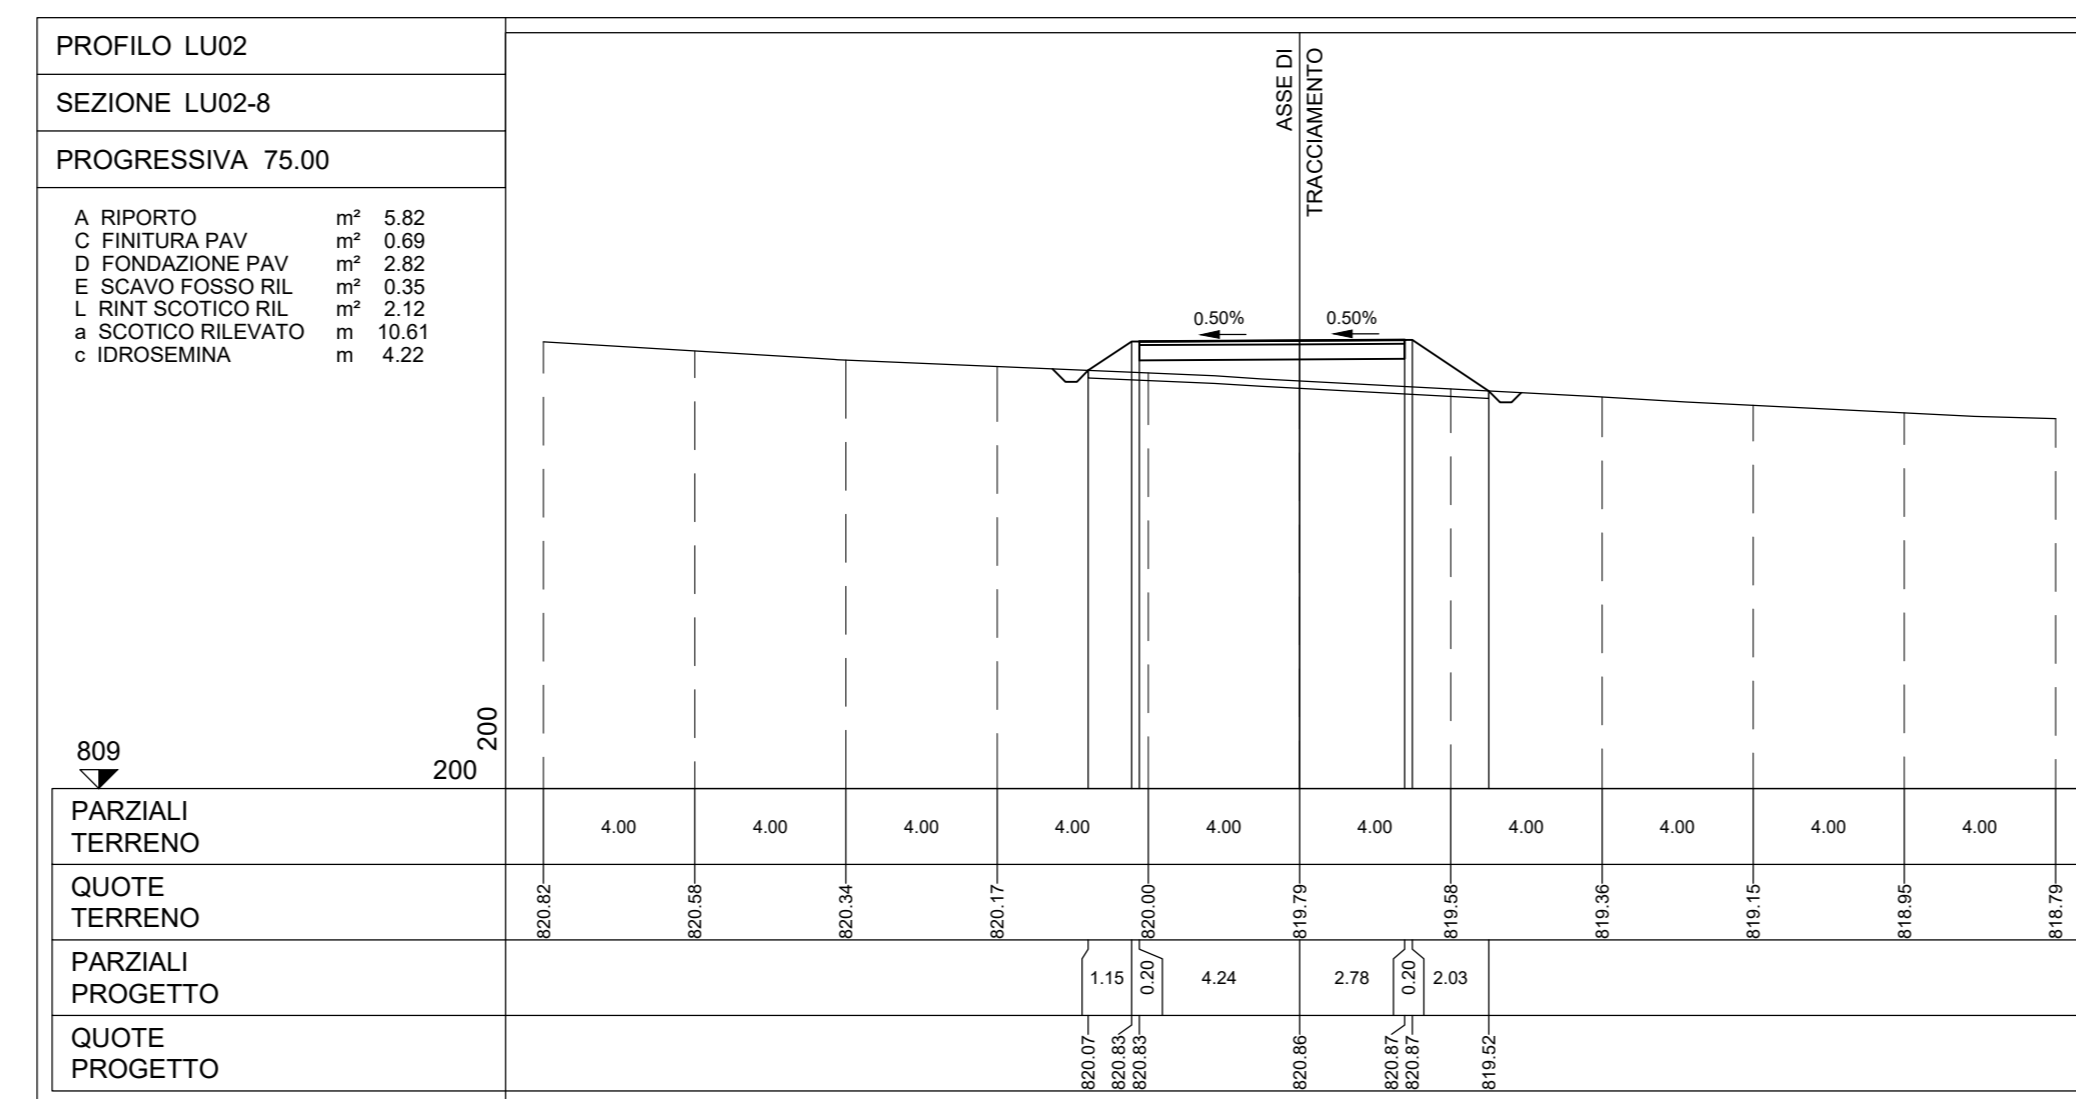 PROFILO LU02
SEZIONE LU02-8
PROGRESSIVA 75.00
A RIPORTO m² 5.82
C FINITURA PAV m² 0.69
D FONDAZIONE PAV m² 2.82
E SCAVO FOSSO RIL m² 0.35
L RINT SCOTICO RIL m² 2.12
a SCOTICO RILEVATO m 10.61
c IDROSEMINA m 4.22
ASSE DI
TRACCIAMENTO
0.50% 0.50%
809
200
200
PARZIALI
TERRENO
4.00 4.00 4.00 4.00 4.00 4.00 4.00 4.00 4.00 4.00
QUOTE
TERRENO
820.82 820.58 820.34 820.17 820.00 819.79 819.58 819.36 819.15 818.95 818.79
PARZIALI
PROGETTO
1.15 0.20 4.24 2.78 0.20 2.03
QUOTE
PROGETTO
820.07 820.83 820.83 820.86 820.87 820.87 819.52